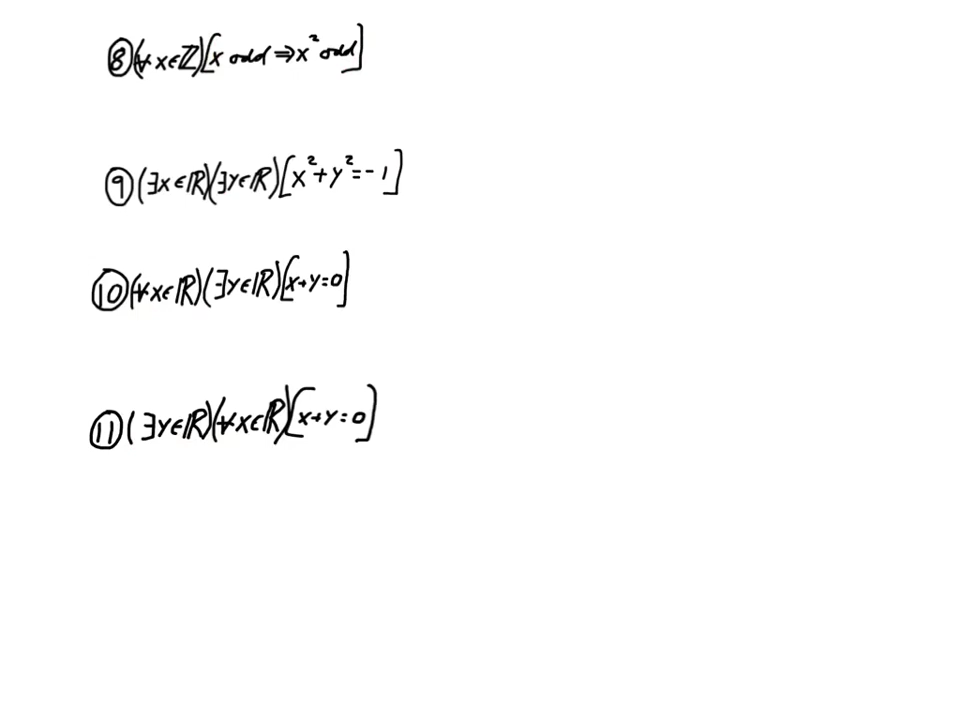 ⑧ (∀x∈ℤ)[x odd ⇒ x² odd]
⑨ (∃x∈ℝ)(∃y∈ℝ)[x²+y²=-1]
⑩ (∀x∈ℝ)(∃y∈ℝ)[x+y=0]
⑪ (∃y∈ℝ)(∀x∈ℝ)[x+y=0]